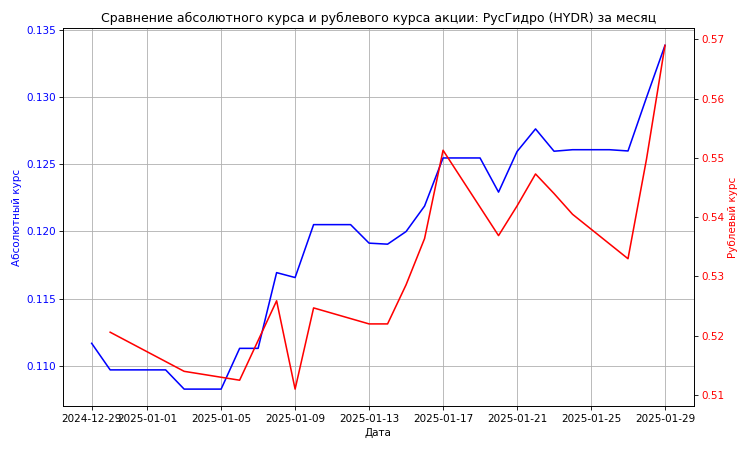 Сравнение абсолютного курса и рублевого курса акции: РусГидро (HYDR) за месяц
0.135
0.130
0.125
0.120
0.115
0.110
Абсолютный курс
0.57
0.56
0.55
0.54
0.53
0.52
0.51
Рублевый курс
2024-12-29 2025-01-01 2025-01-05 2025-01-09 2025-01-13 2025-01-17 2025-01-21 2025-01-25 2025-01-29
Дата